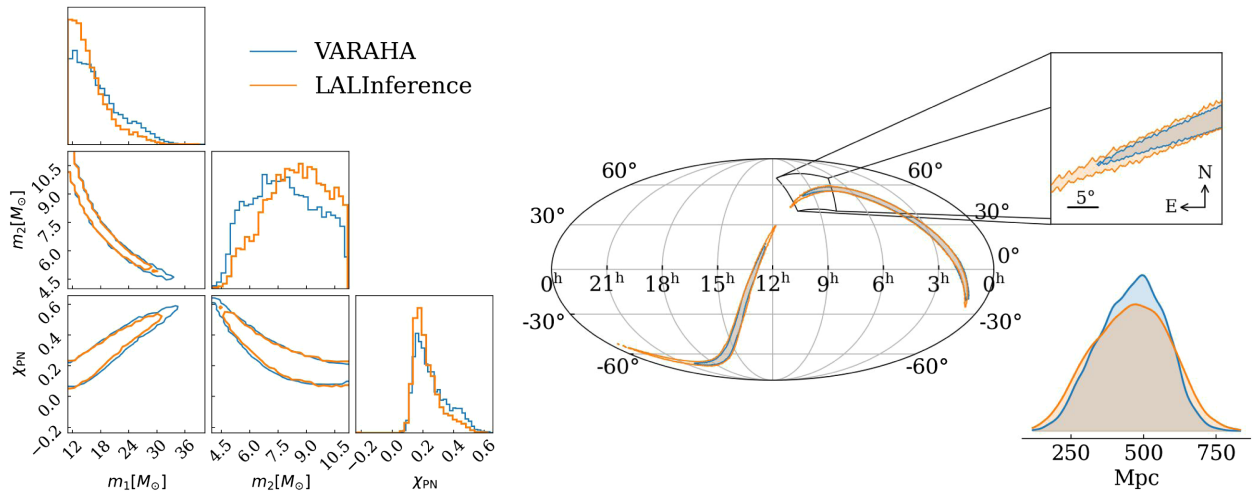 VARAHA
LALInference
m₂[M⊙]
10.5
9.0
7.5
6.0
4.5
χPN
0.6
0.4
0.2
0.0
−0.2
12
18
24
30
36
m₁[M⊙]
4.5
6.0
7.5
9.0
10.5
m₂[M⊙]
−0.2
0.0
0.2
0.4
0.6
χPN
60°
60°
30°
30°
0°
0ʰ
21ʰ
18ʰ
15ʰ
12ʰ
9ʰ
6ʰ
3ʰ
0ʰ
-30°
-30°
-60°
-60°
5°
N
E
250
500
750
Mpc